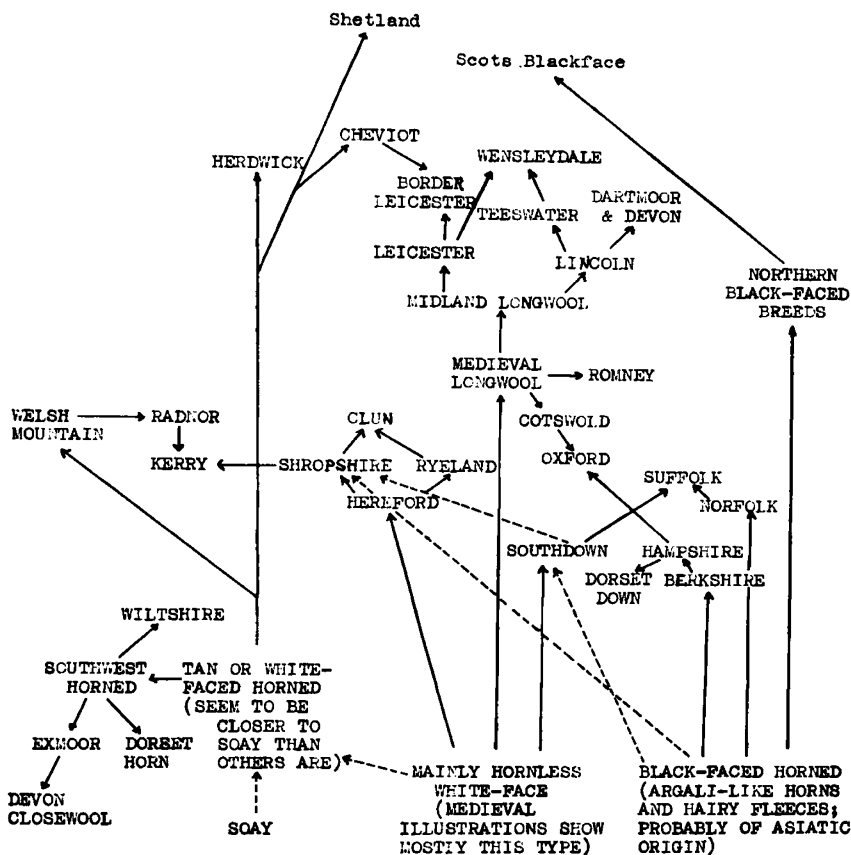 Shetland
Scots Blackface
CHEVIOT
HERDWICK
WENSLEYDALE
BORDER
LEICESTER
DARTMOOR
& DEVON
TEESWATER
LEICESTER
LINCOLN
NORTHERN
BLACK-FACED
BREEDS
MIDLAND LONGWOOL
MEDIEVAL
LONGWOOL
ROMNEY
WELSH
MOUNTAIN
RADNOR
CLUN
COTSWOLD
KERRY
SHROPSHIRE
RYELAND
OXFORD
SUFFOLK
HEREFORD
NORFOLK
SOUTHDOWN
HAMPSHIRE
DORSET
DOWN
BERKSHIRE
WILTSHIRE
SOUTHWEST
HORNED
TAN OR WHITE-
FACED HORNED
(SEEM TO BE
CLOSER TO
SOAY THAN
OTHERS ARE)
EXMOOR
DORSET
HORN
DEVON
CLOSEWOOL
SOAY
MAINLY HORNLESS
WHITE-FACE
(MEDIEVAL
ILLUSTRATIONS SHOW
MOSTLY THIS TYPE)
BLACK-FACED HORNED
(ARGALI-LIKE HORNS
AND HAIRY FLEECES;
PROBABLY OF ASIATIC
ORIGIN)